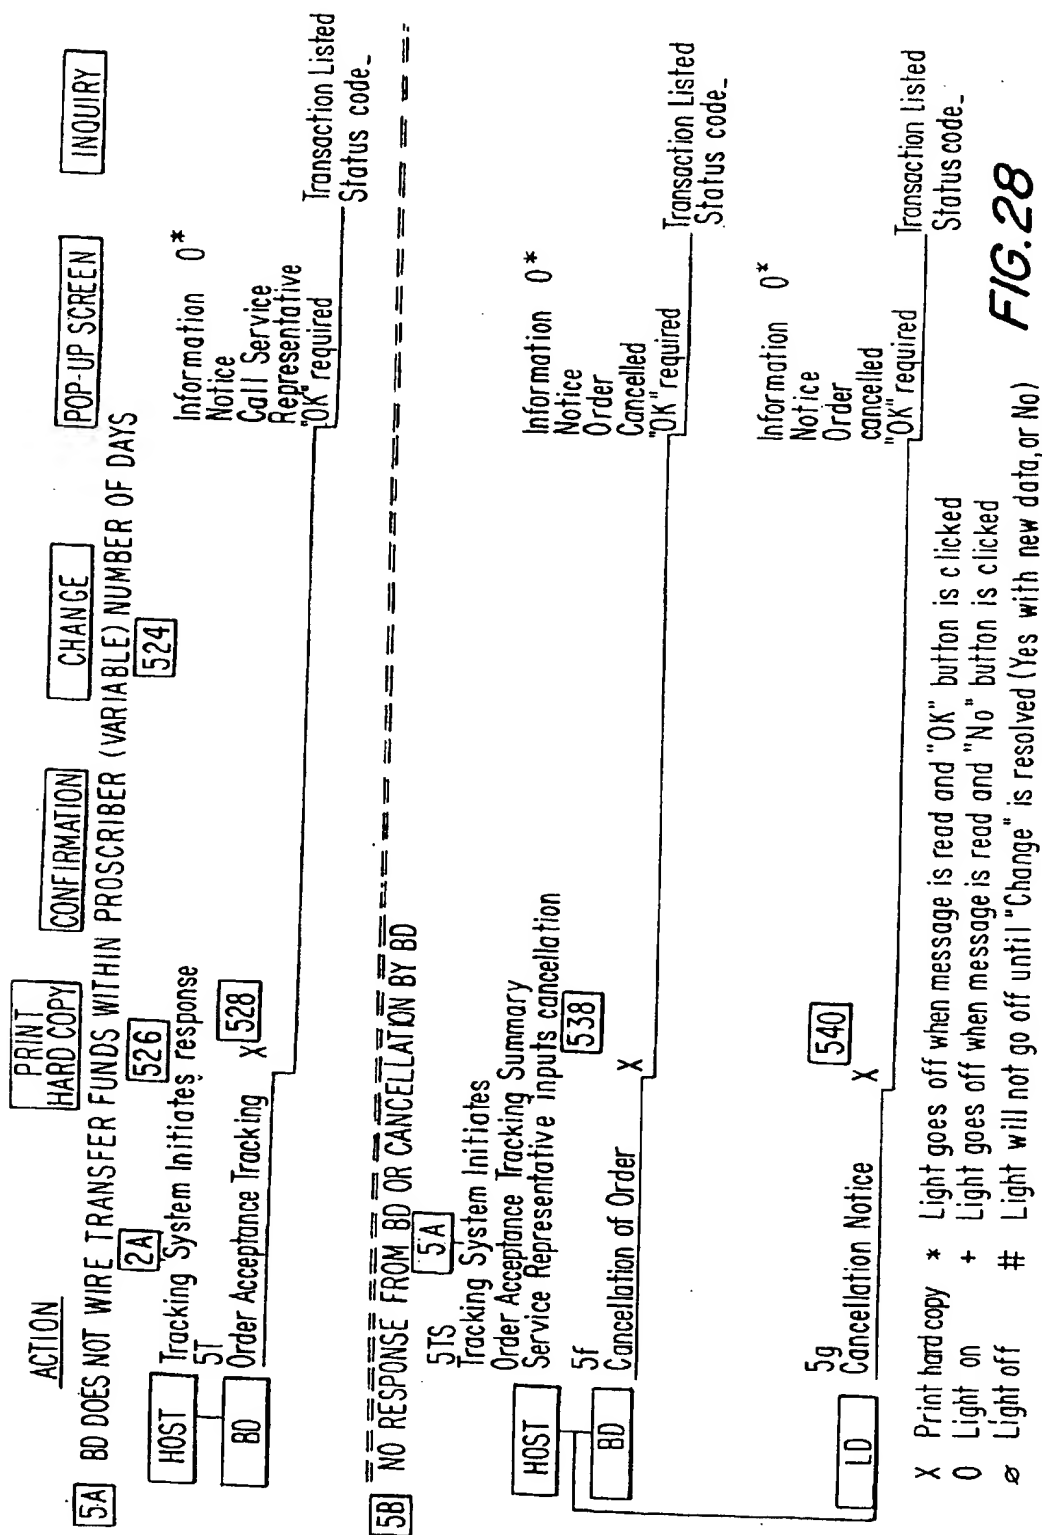 ACTION
PRINT
HARD COPY
CONFIRMATION
CHANGE
POP-UP SCREEN
INQUIRY
5A BD DOES NOT WIRE TRANSFER FUNDS WITHIN PROSCRIBER (VARIABLE) NUMBER OF DAYS
2A
526
524
HOST
Tracking System Initiates response
5T
BD
Order Acceptance Tracking
X
528
Information O*
Notice
Call Service
Representative
"OK" required
Transaction Listed
Status code_
5B NO RESPONSE FROM BD OR CANCELLATION BY BD
5A
5TS
Tracking System Initiates
Order Acceptance Tracking Summary
HOST
Service Representative inputs cancellation
538
5f
BD
Cancellation of Order
X
Information O*
Notice
Order
Cancelled
"OK" required
Transaction Listed
Status code_
540
5g
LD
Cancellation Notice
X
Information O*
Notice
Order
cancelled
"OK" required
Transaction Listed
Status code_
X Print hard copy * Light goes off when message is read and "OK" button is clicked
O Light on + Light goes off when message is read and "No" button is clicked
ø Light off # Light will not go off until "Change" is resolved (Yes with new data, or No)
FIG. 28